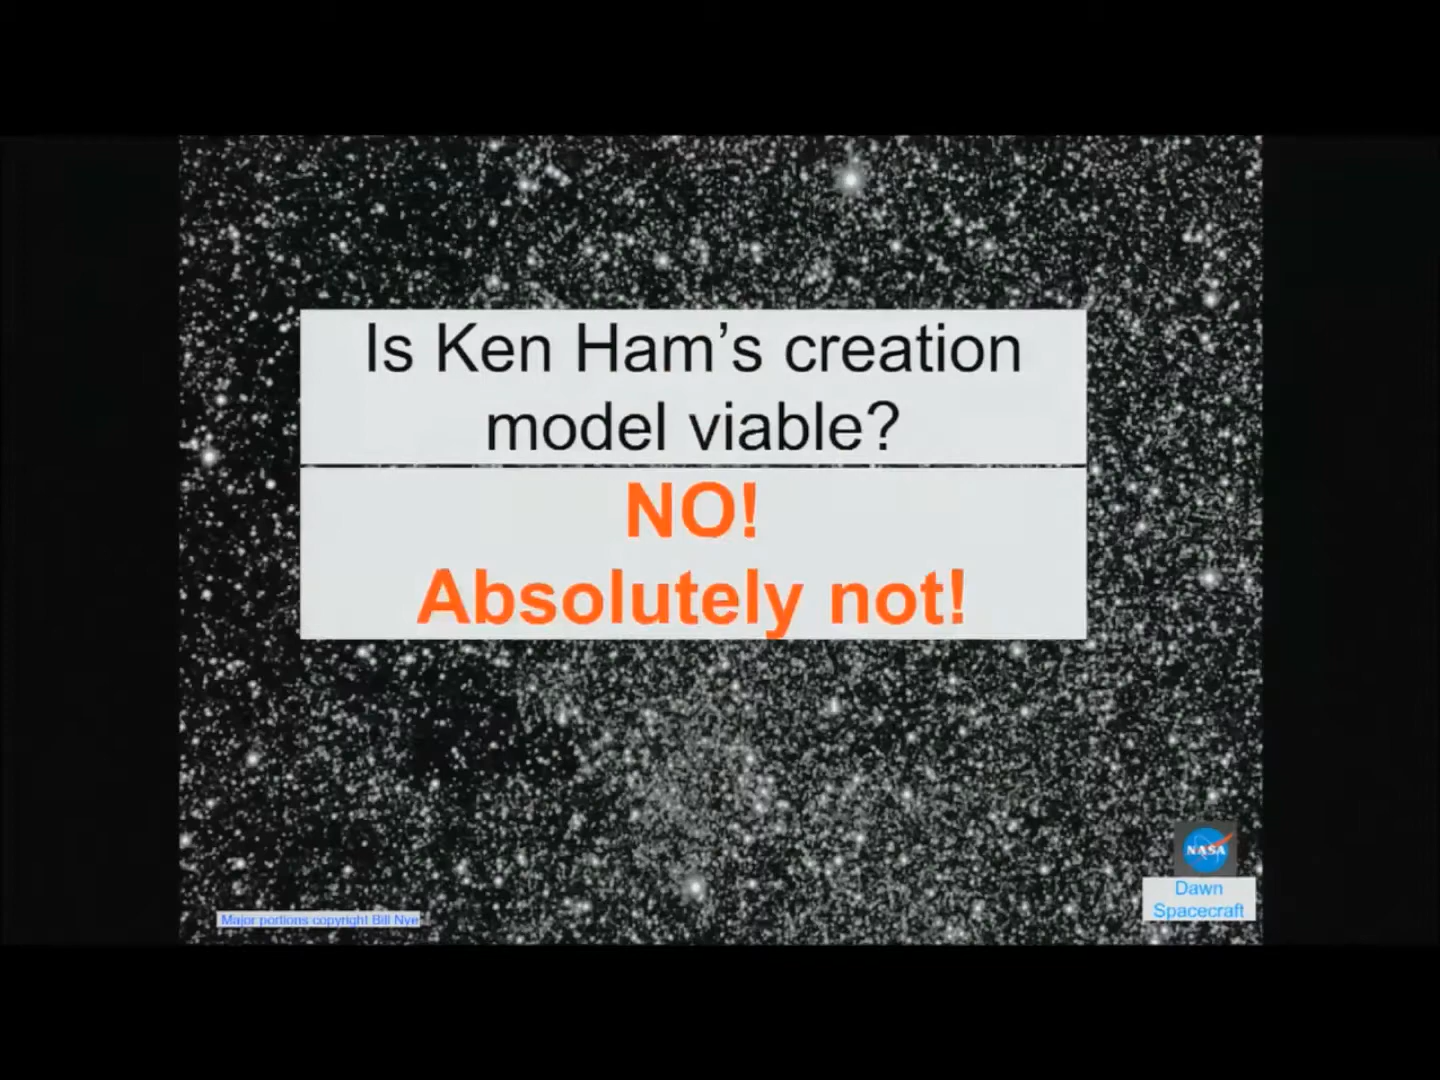 Is Ken Ham's creation
model viable?
NO!
Absolutely not!
NASA
Dawn
Spacecraft
Major portions copyright Bill Nye